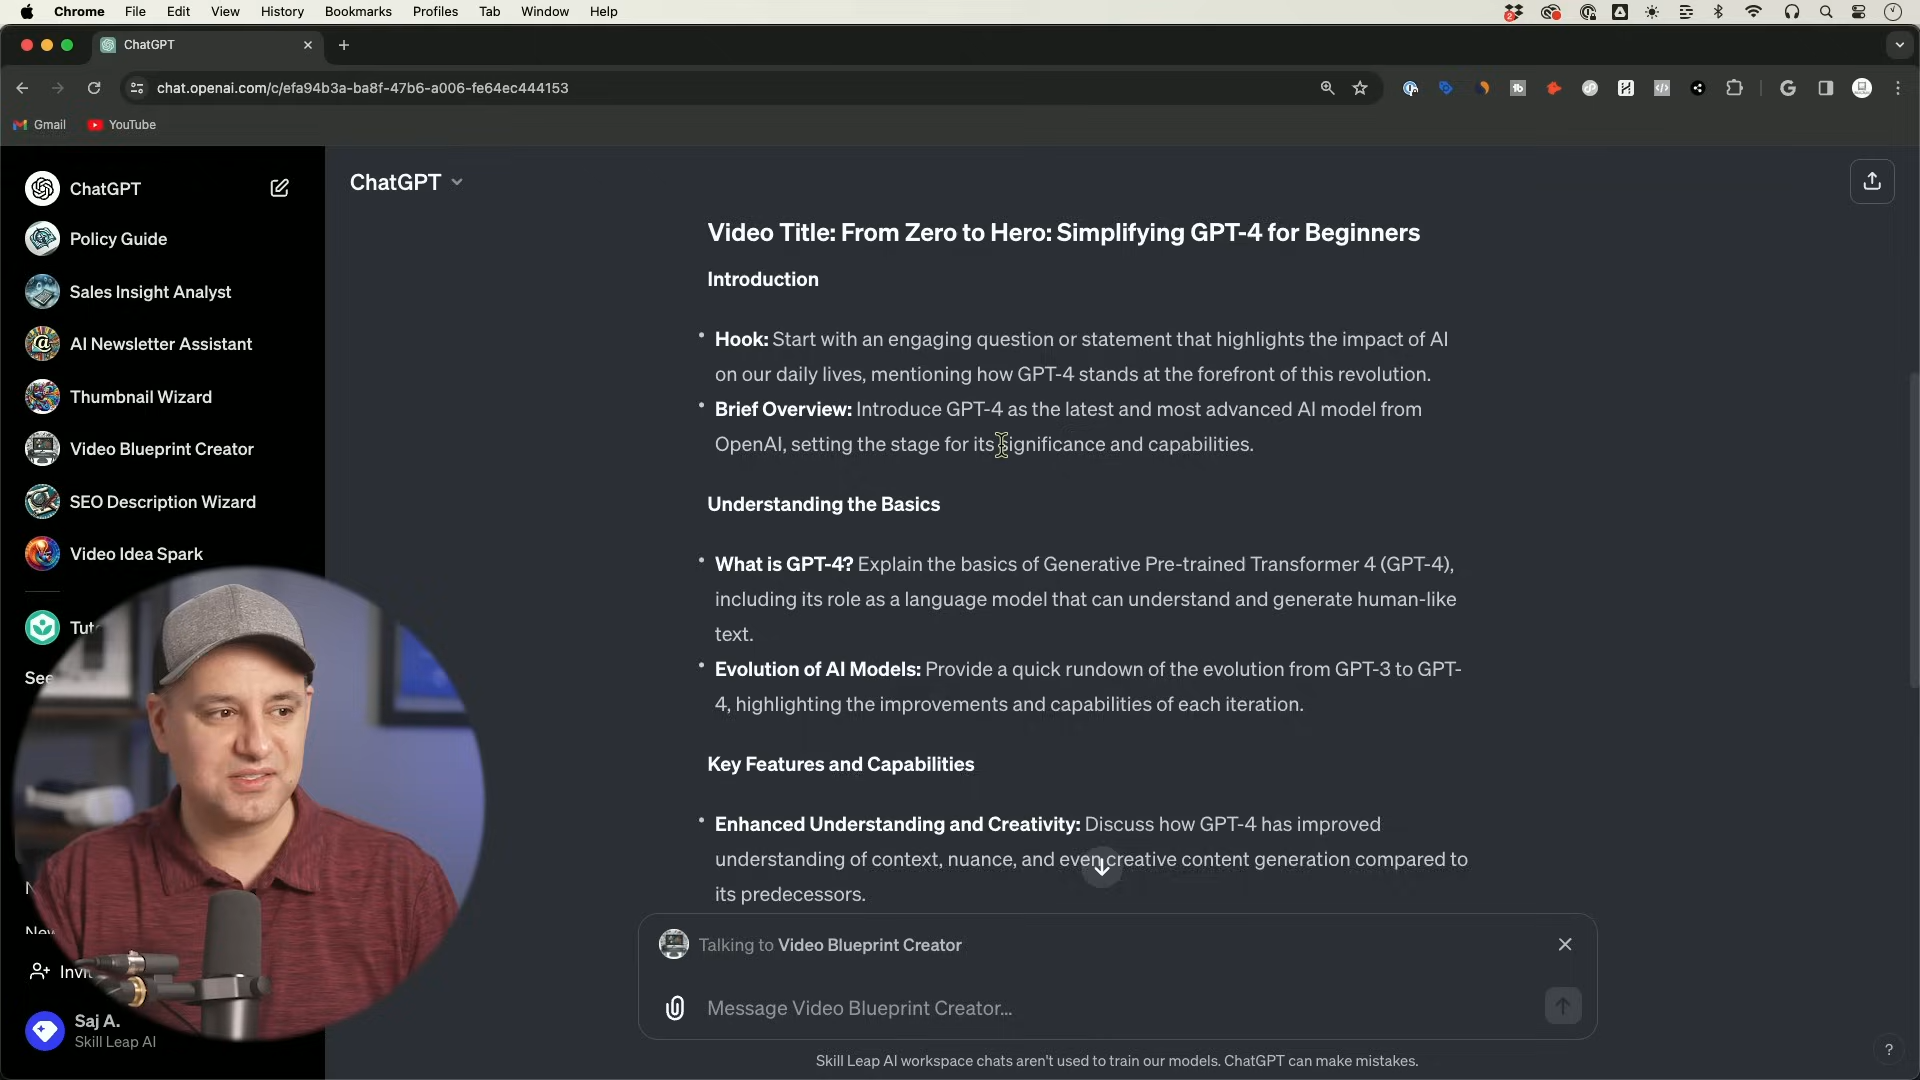 Chrome File Edit View History Bookmarks Profiles Tab Window Help
2
ChatGPT
chat.openai.com/c/efa94b3a-ba8f-47b6-a006-fe64ec444153
Gmail YouTube
ChatGPT
Policy Guide
Sales Insight Analyst
AI Newsletter Assistant
Thumbnail Wizard
Video Blueprint Creator
SEO Description Wizard
Video Idea Spark
Tut
See
N
New
Invi
Saj A.
Skill Leap AI
ChatGPT
Video Title: From Zero to Hero: Simplifying GPT-4 for Beginners
Introduction
• Hook: Start with an engaging question or statement that highlights the impact of AI
on our daily lives, mentioning how GPT-4 stands at the forefront of this revolution.
• Brief Overview: Introduce GPT-4 as the latest and most advanced AI model from
OpenAI, setting the stage for its significance and capabilities.
Understanding the Basics
• What is GPT-4? Explain the basics of Generative Pre-trained Transformer 4 (GPT-4),
including its role as a language model that can understand and generate human-like
text.
• Evolution of AI Models: Provide a quick rundown of the evolution from GPT-3 to GPT-
4, highlighting the improvements and capabilities of each iteration.
Key Features and Capabilities
• Enhanced Understanding and Creativity: Discuss how GPT-4 has improved
understanding of context, nuance, and even creative content generation compared to
its predecessors.
Talking to Video Blueprint Creator
Message Video Blueprint Creator...
Skill Leap AI workspace chats aren't used to train our models. ChatGPT can make mistakes.
?